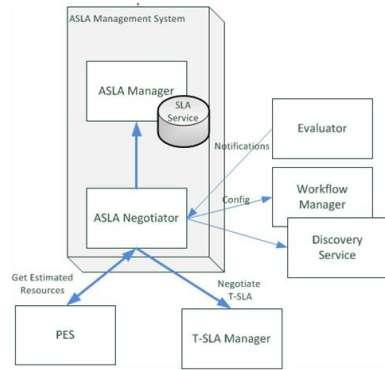 ASLA Management System
ASLA Manager
SLA
Service
Evaluator
Notifications
Workflow
Manager
Config
ASLA Negotiator
Discovery
Service
Get Estimated
Resources
Negotiate
T-SLA
PES
T-SLA Manager